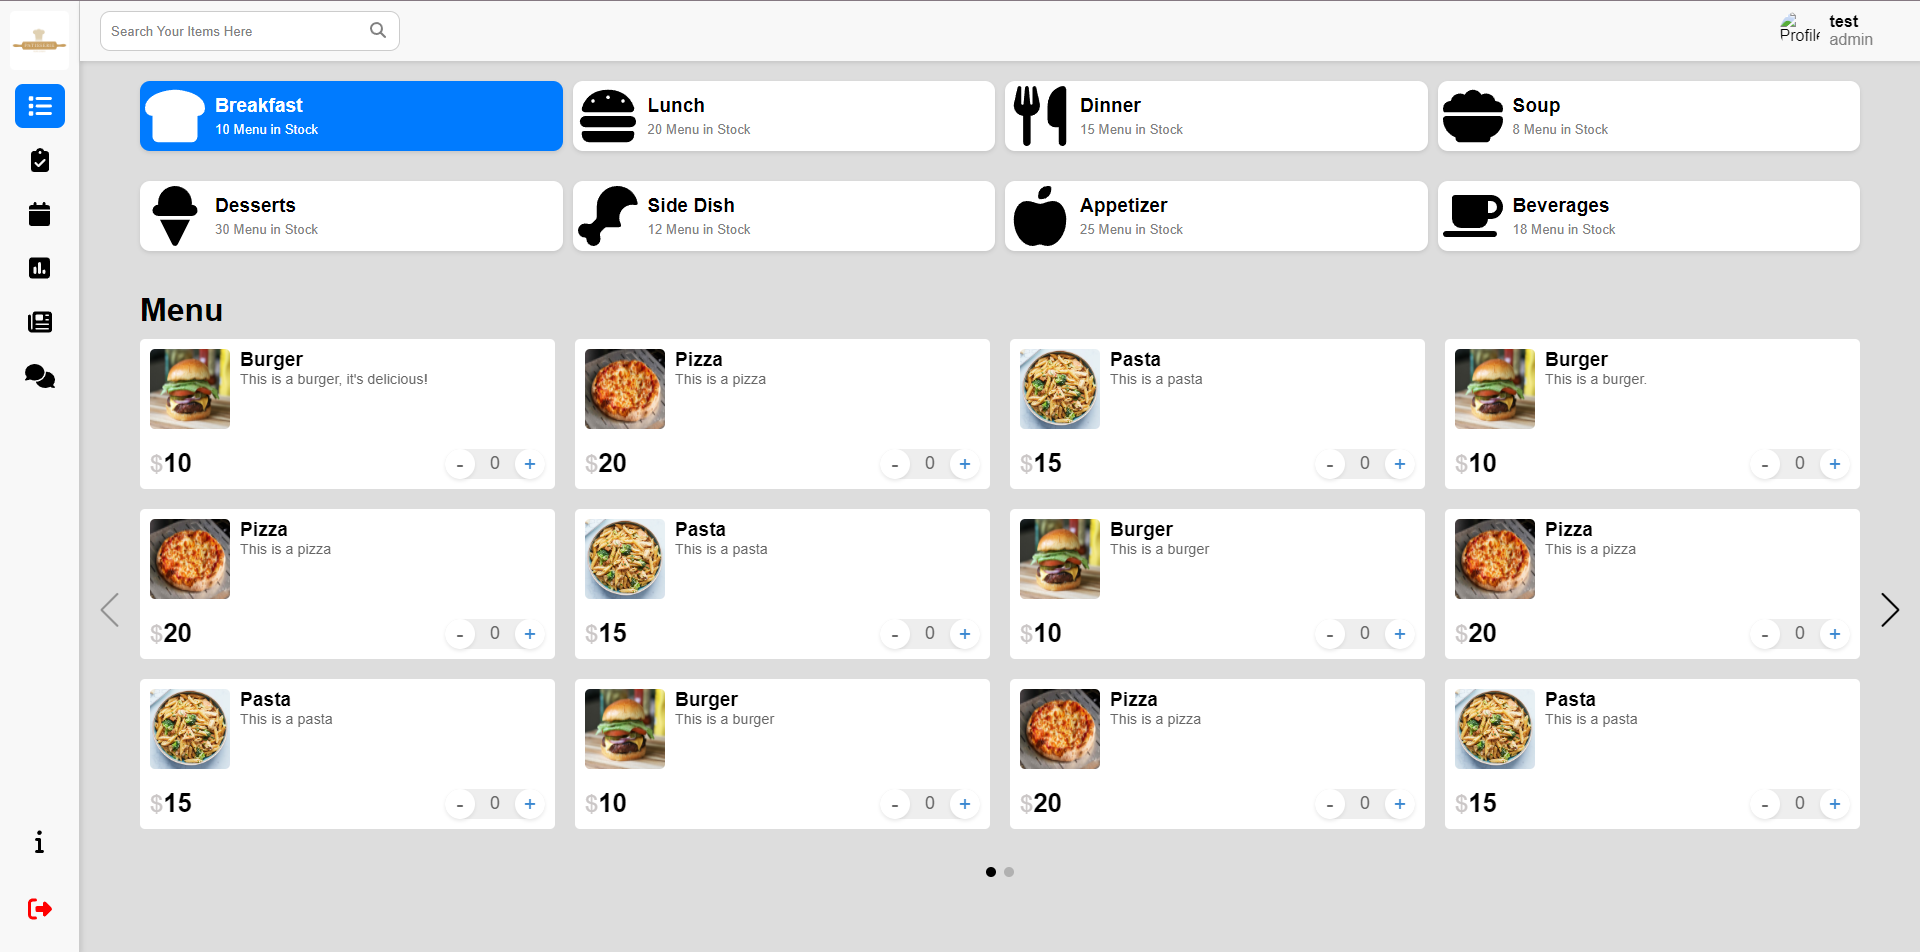 Search Your Items Here
Profile
test
admin
Breakfast
10 Menu in Stock
Lunch
20 Menu in Stock
Dinner
15 Menu in Stock
Soup
8 Menu in Stock
Desserts
30 Menu in Stock
Side Dish
12 Menu in Stock
Appetizer
25 Menu in Stock
Beverages
18 Menu in Stock
Menu
Burger
This is a burger, it's delicious!
$10
- 0 +
Pizza
This is a pizza
$20
- 0 +
Pasta
This is a pasta
$15
- 0 +
Burger
This is a burger.
$10
- 0 +
Pizza
This is a pizza
$20
- 0 +
Pasta
This is a pasta
$15
- 0 +
Burger
This is a burger
$10
- 0 +
Pizza
This is a pizza
$20
- 0 +
Pasta
This is a pasta
$15
- 0 +
Burger
This is a burger
$10
- 0 +
Pizza
This is a pizza
$20
- 0 +
Pasta
This is a pasta
$15
- 0 +